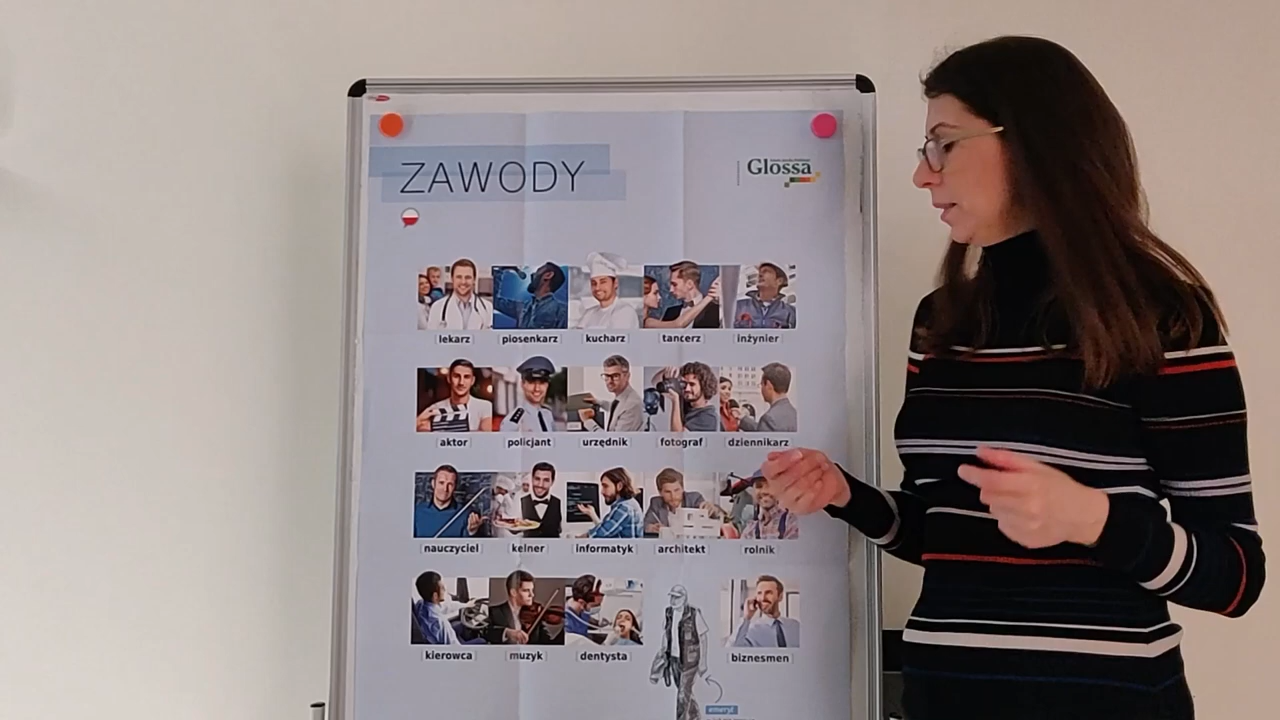 ZAWODY
Glossa
lekarz piosenkarz kucharz tancerz inżynier
aktor policjant urzędnik fotograf dziennikarz
nauczyciel kelner informatyk architekt rolnik
kierowca muzyk dentysta biznesmen
emeryt